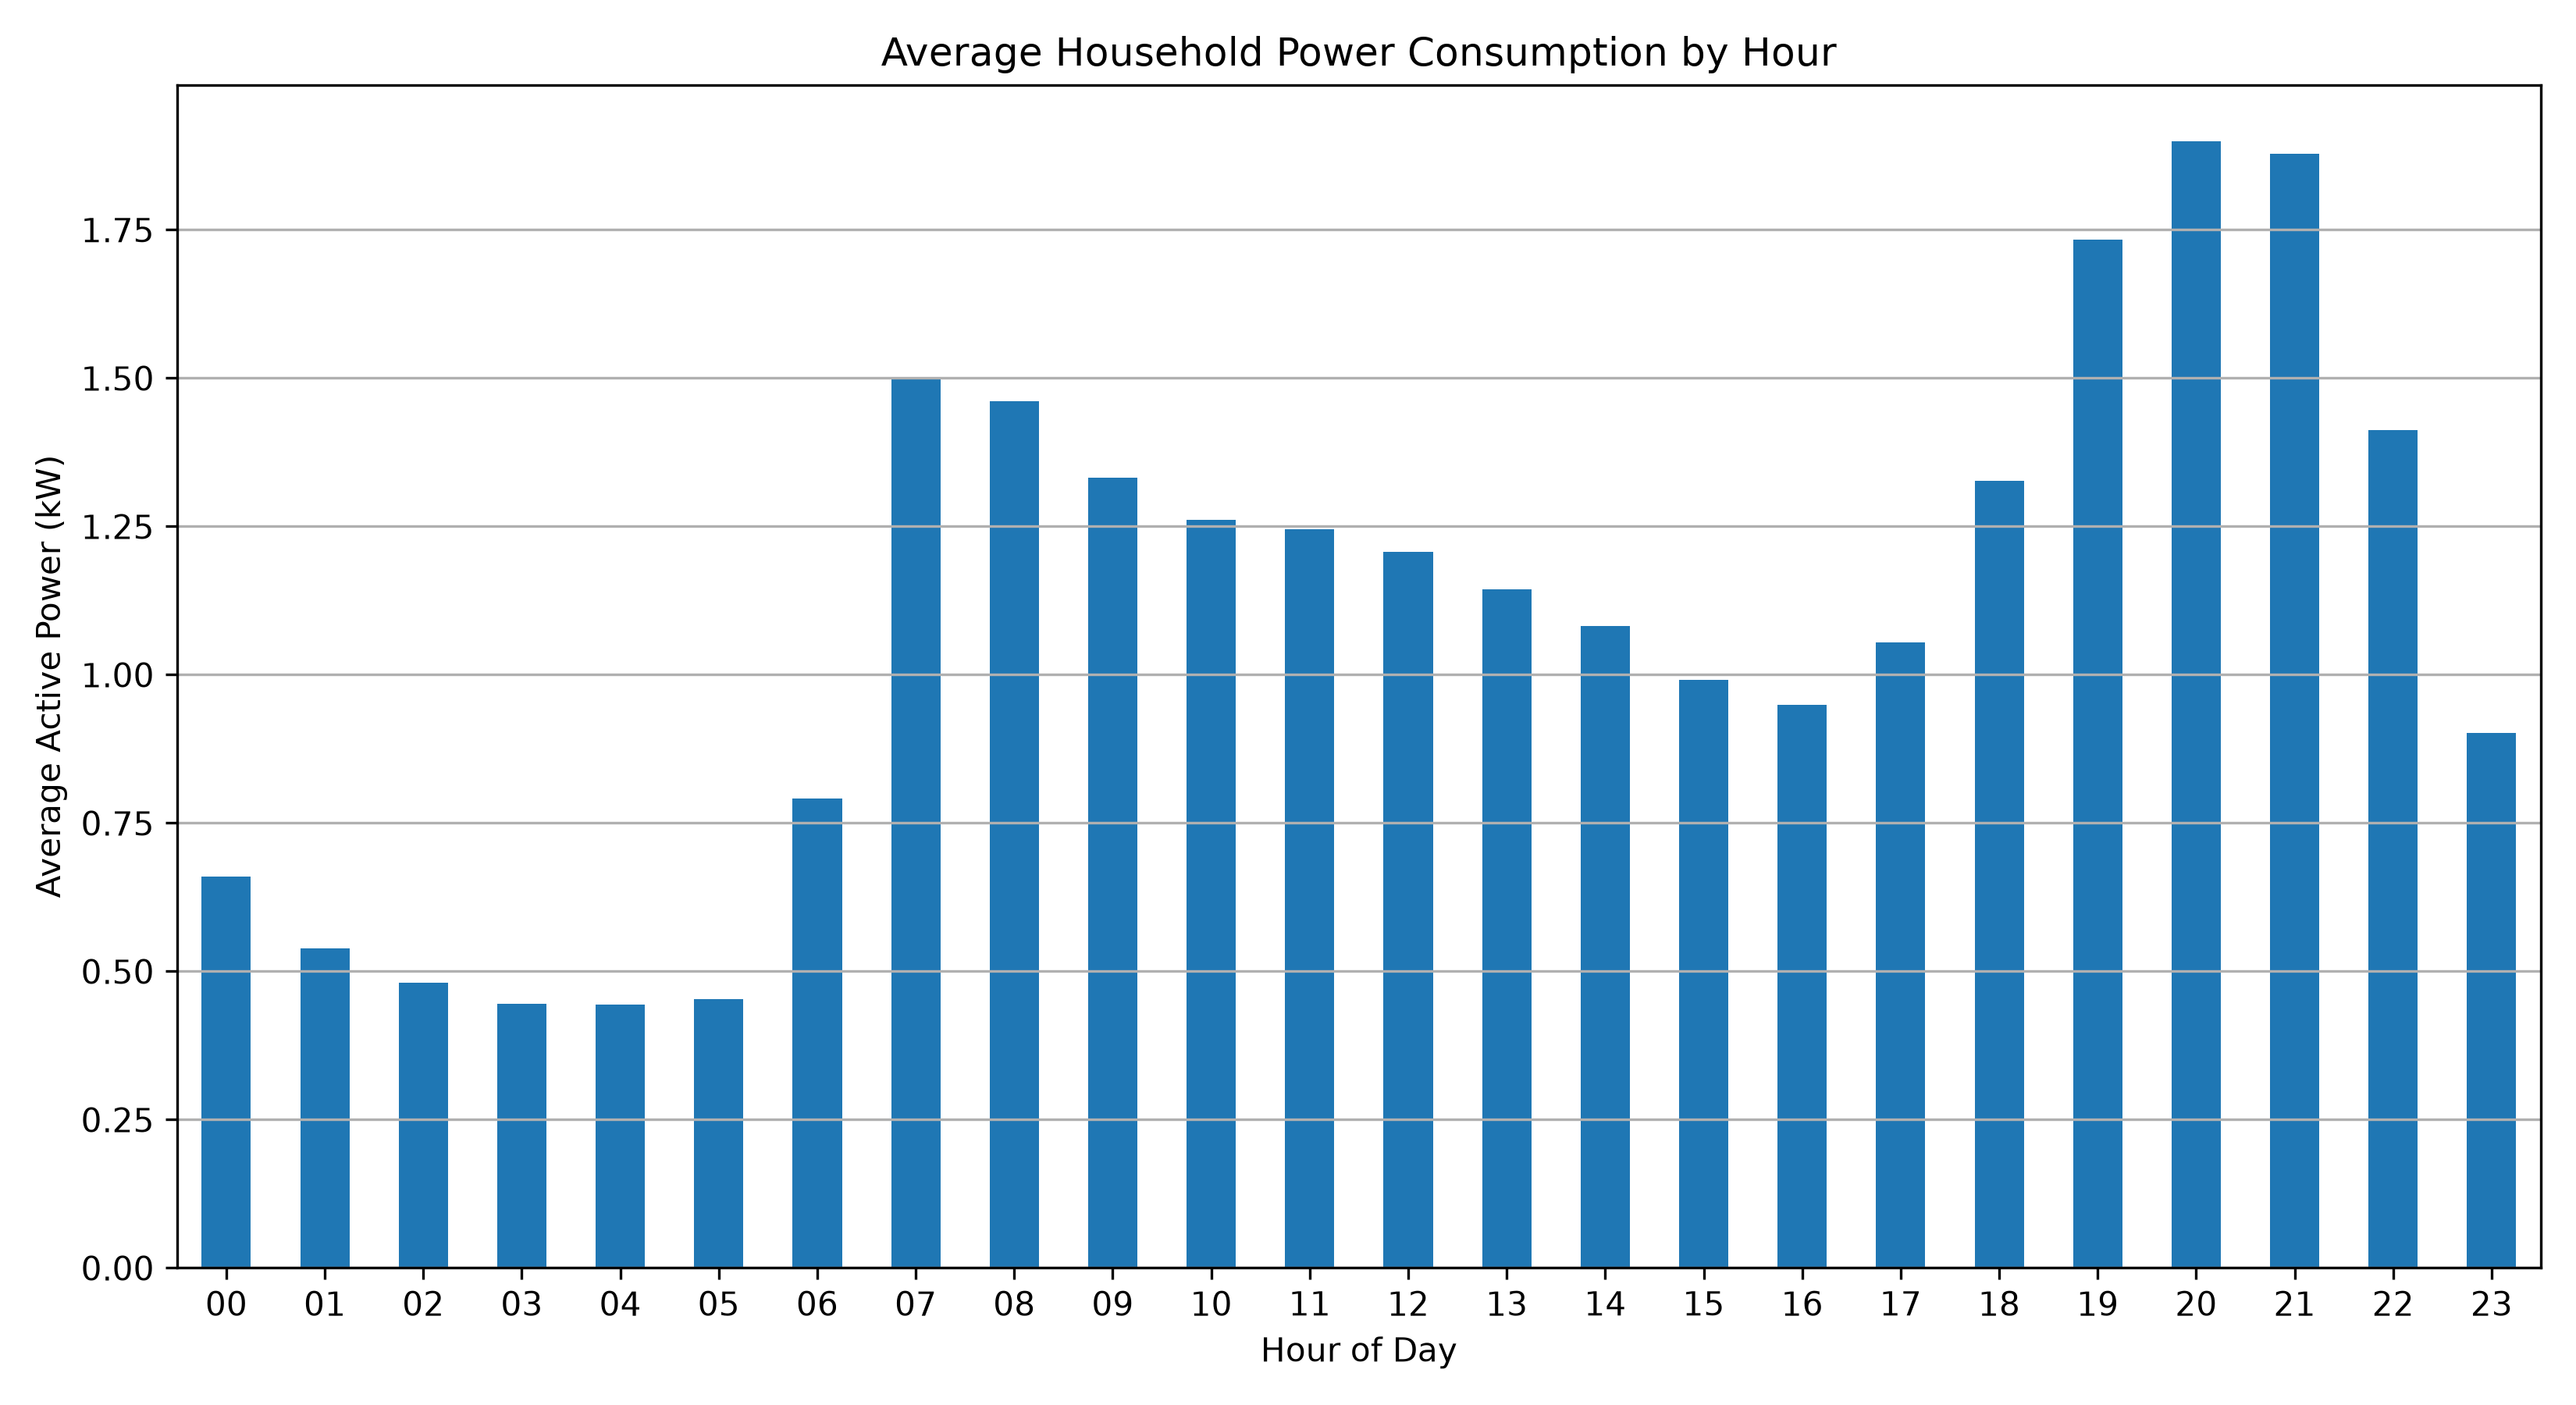 Average Household Power Consumption by Hour
Average Active Power (kW)
1.75
1.50
1.25
1.00
0.75
0.50
0.25
0.00
00 01 02 03 04 05 06 07 08 09 10 11 12 13 14 15 16 17 18 19 20 21 22 23
Hour of Day